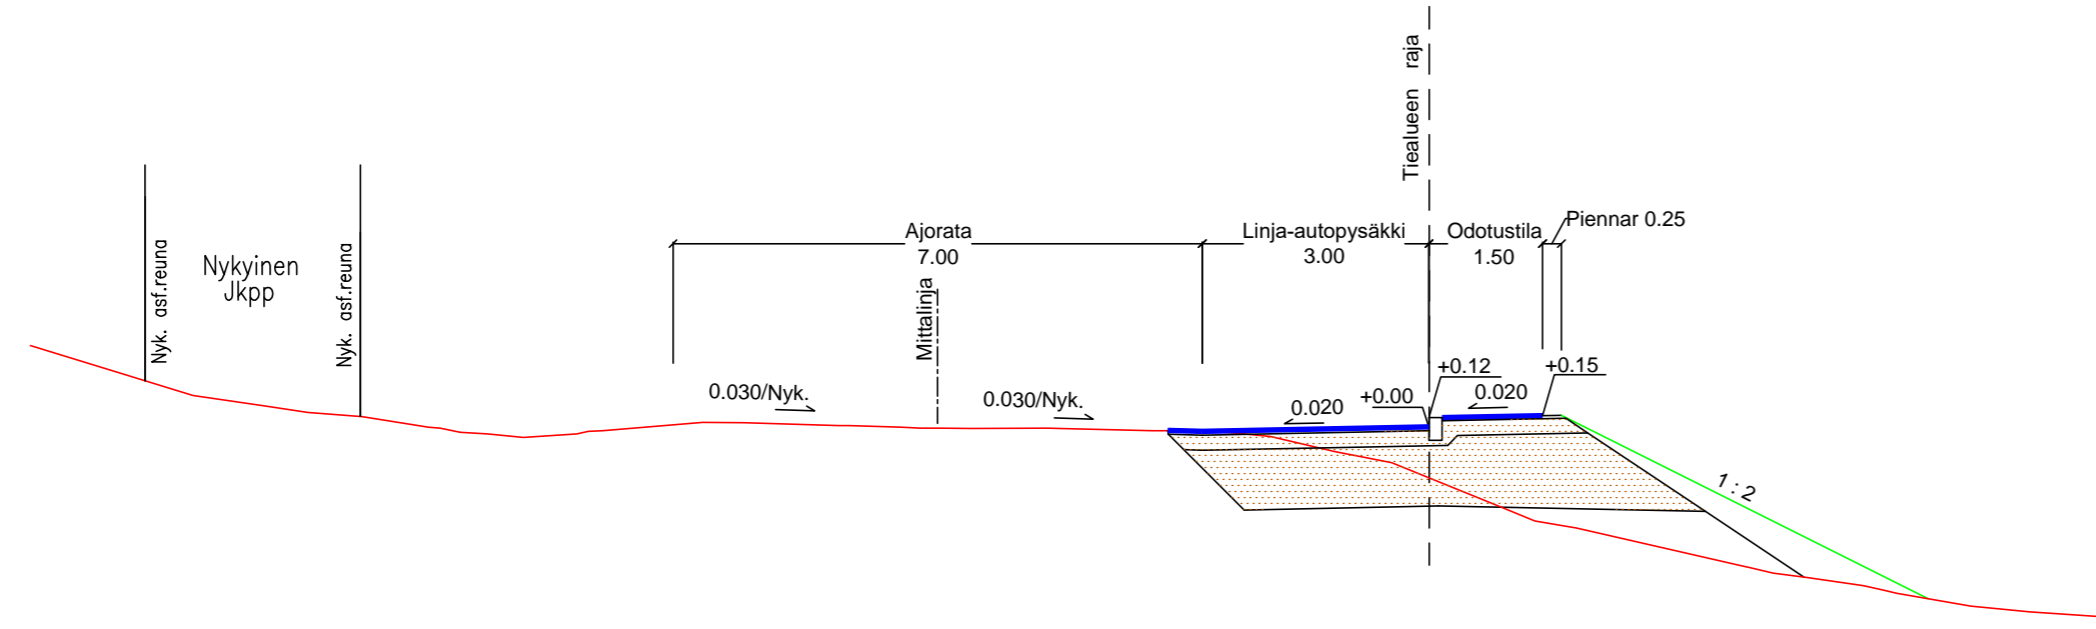 Tiealueen raja
Nyk. asf.reuna
Nykyinen
Jkpp
Nyk. asf.reuna
Ajorata
7.00
Mittalinja
Linja-autopysäkki
3.00
Odotustila
1.50
Piennar 0.25
0.030/Nyk.
0.030/Nyk.
0.020
+0.00
+0.12
0.020
+0.15
1 : 2